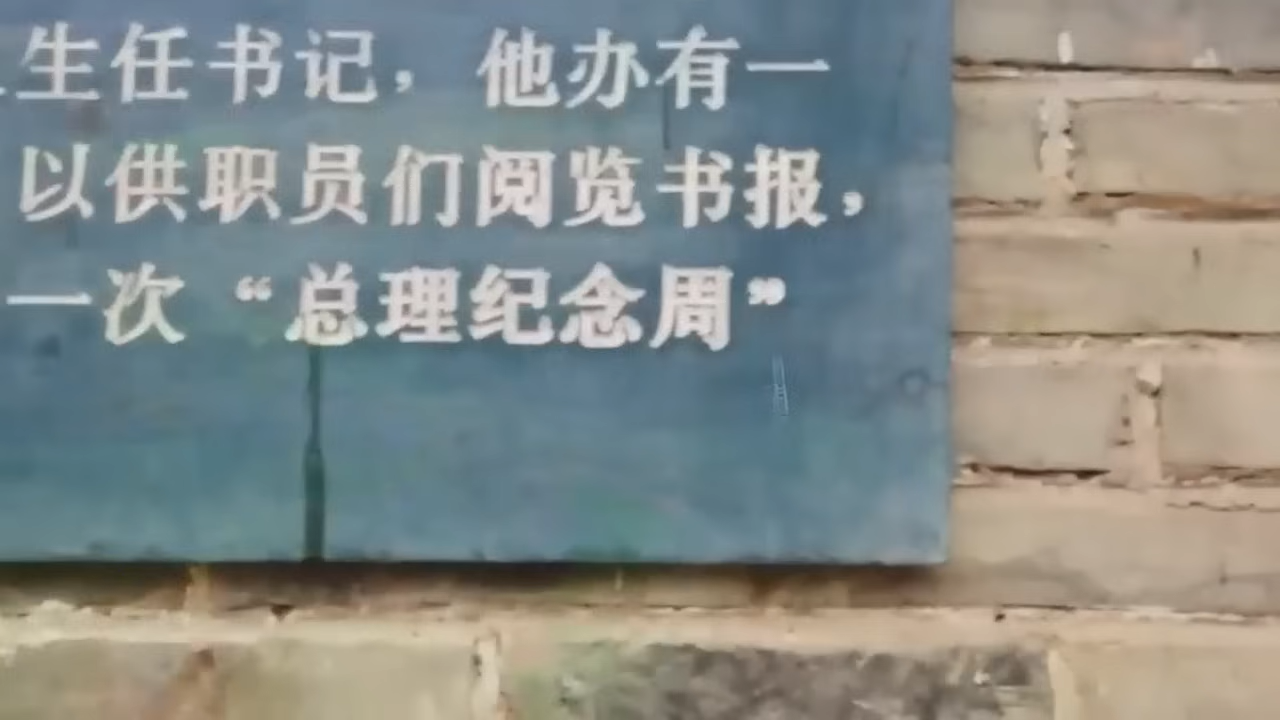 生任书记，他办有一
以供职员们阅览书报，
一次“总理纪念周”